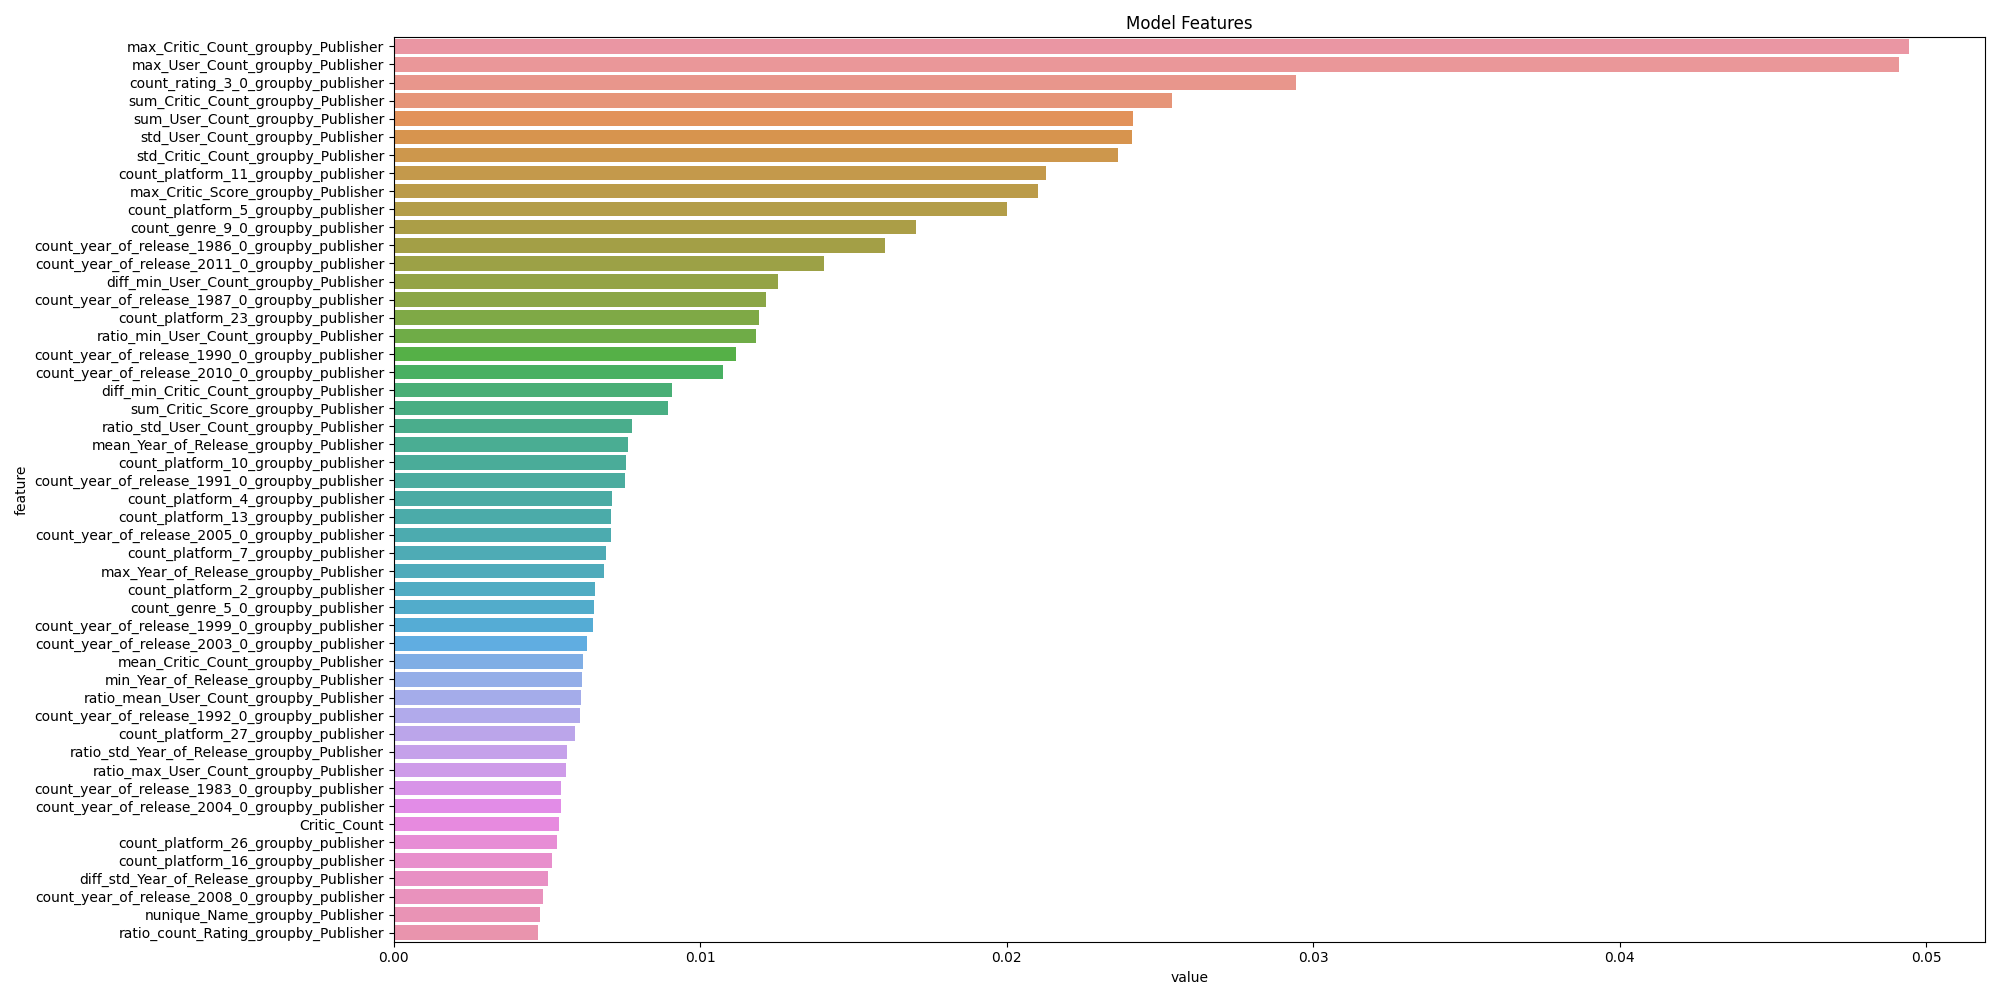 Model Features
max_Critic_Count_groupby_Publisher
max_User_Count_groupby_Publisher
count_rating_3_0_groupby_publisher
sum_Critic_Count_groupby_Publisher
sum_User_Count_groupby_Publisher
std_User_Count_groupby_Publisher
std_Critic_Count_groupby_Publisher
count_platform_11_groupby_publisher
max_Critic_Score_groupby_Publisher
count_platform_5_groupby_publisher
count_genre_9_0_groupby_publisher
count_year_of_release_1986_0_groupby_publisher
count_year_of_release_2011_0_groupby_publisher
diff_min_User_Count_groupby_Publisher
count_year_of_release_1987_0_groupby_publisher
count_platform_23_groupby_publisher
ratio_min_User_Count_groupby_Publisher
count_year_of_release_1990_0_groupby_publisher
count_year_of_release_2010_0_groupby_publisher
diff_min_Critic_Count_groupby_Publisher
sum_Critic_Score_groupby_Publisher
ratio_std_User_Count_groupby_Publisher
mean_Year_of_Release_groupby_Publisher
count_platform_10_groupby_publisher
count_year_of_release_1991_0_groupby_publisher
count_platform_4_groupby_publisher
count_platform_13_groupby_publisher
count_year_of_release_2005_0_groupby_publisher
count_platform_7_groupby_publisher
max_Year_of_Release_groupby_Publisher
count_platform_2_groupby_publisher
count_genre_5_0_groupby_publisher
count_year_of_release_1999_0_groupby_publisher
count_year_of_release_2003_0_groupby_publisher
mean_Critic_Count_groupby_Publisher
min_Year_of_Release_groupby_Publisher
ratio_mean_User_Count_groupby_Publisher
count_year_of_release_1992_0_groupby_publisher
count_platform_27_groupby_publisher
ratio_std_Year_of_Release_groupby_Publisher
ratio_max_User_Count_groupby_Publisher
count_year_of_release_1983_0_groupby_publisher
count_year_of_release_2004_0_groupby_publisher
Critic_Count
count_platform_26_groupby_publisher
count_platform_16_groupby_publisher
diff_std_Year_of_Release_groupby_Publisher
count_year_of_release_2008_0_groupby_publisher
nunique_Name_groupby_Publisher
ratio_count_Rating_groupby_Publisher
feature
0.00 0.01 0.02 0.03 0.04 0.05
value